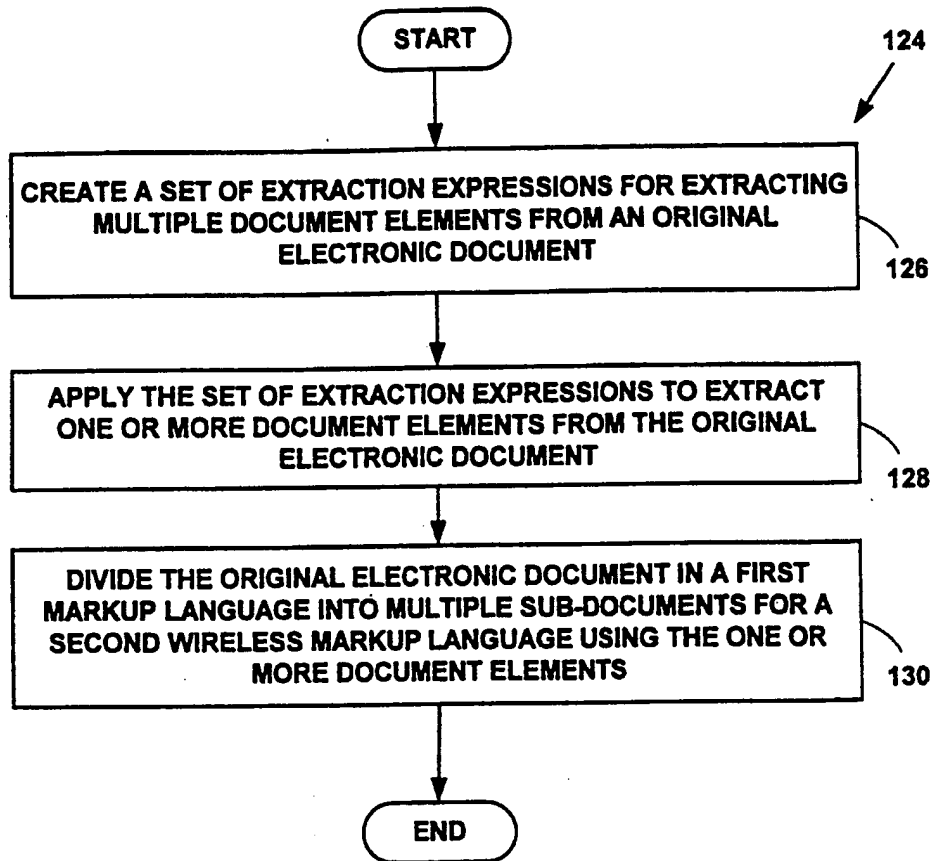 START
124
CREATE A SET OF EXTRACTION EXPRESSIONS FOR EXTRACTING
MULTIPLE DOCUMENT ELEMENTS FROM AN ORIGINAL
ELECTRONIC DOCUMENT
126
APPLY THE SET OF EXTRACTION EXPRESSIONS TO EXTRACT
ONE OR MORE DOCUMENT ELEMENTS FROM THE ORIGINAL
ELECTRONIC DOCUMENT
128
DIVIDE THE ORIGINAL ELECTRONIC DOCUMENT IN A FIRST
MARKUP LANGUAGE INTO MULTIPLE SUB-DOCUMENTS FOR A
SECOND WIRELESS MARKUP LANGUAGE USING THE ONE OR
MORE DOCUMENT ELEMENTS
130
END